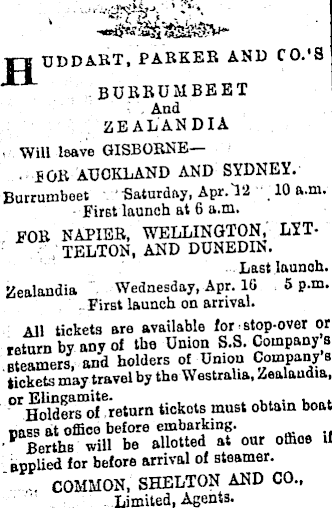 HUDDART, PARKER AND CO.'S
BURRUMBEET
And
ZEALANDIA
Will leave GISBORNE—
FOR AUCKLAND AND SYDNEY.
Burrumbeet Saturday, Apr. 12 10 a.m.
First launch at 6 a.m.
FOR NAPIER, WELLINGTON, LYT-
TELTON, AND DUNEDIN.
Last launch.
Zealandia Wednesday, Apr. 16 5 p.m.
First launch on arrival.
All tickets are available for stop-over or
return by any of the Union S.S. Company's
steamers, and holders of Union Company's
tickets may travel by the Westralia, Zealandia,
or Elingamite.
Holders of return tickets must obtain boat
pass at office before embarking.
Berths will be allotted at our office if
applied for before arrival of steamer.
COMMON, SHELTON AND CO.,
Limited, Agents.